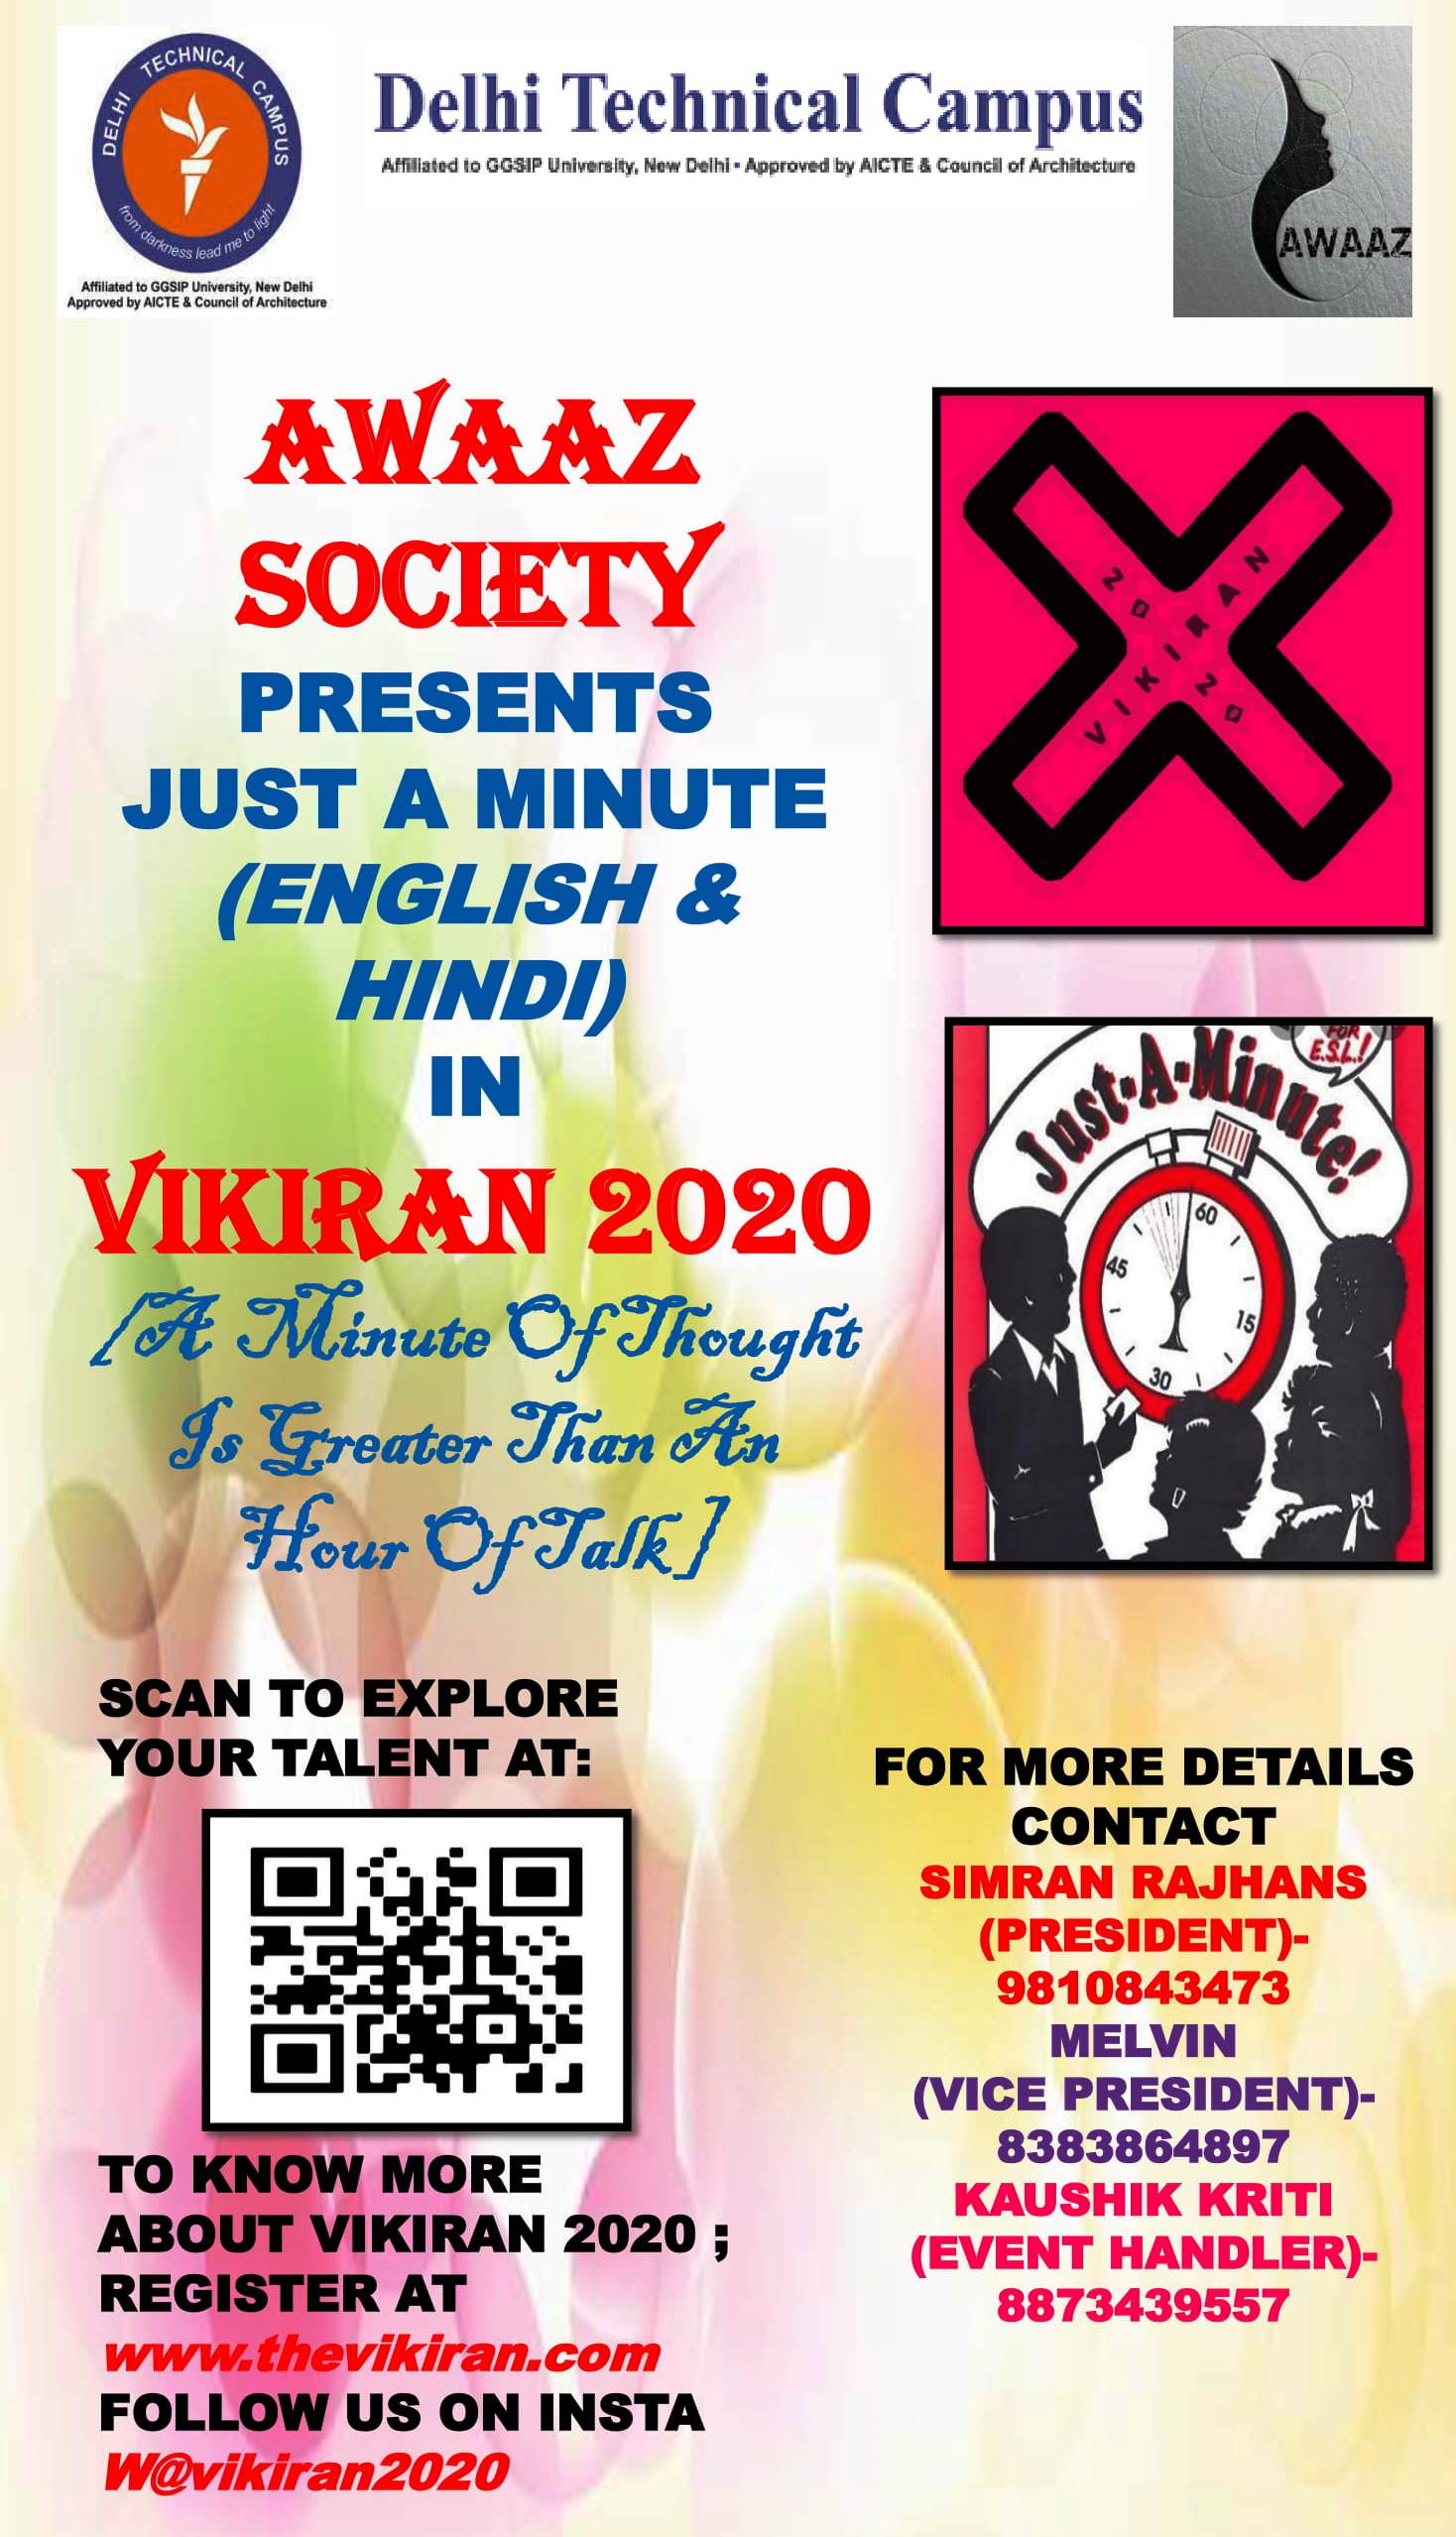 DELHI TECHNICAL CAMPUS
from darkness lead me to light
Affiliated to GGSIP University, New Delhi
Approved by AICTE & Council of Architecture
Delhi Technical Campus
Affiliated to GGSIP University, New Delhi • Approved by AICTE & Council of Architecture
AWAAZ
AWAAZ
SOCIETY
PRESENTS
JUST A MINUTE
(ENGLISH &
HINDI)
IN
VIKIRAN 2020
[A Minute Of Thought
Is Greater Than An
Hour Of Talk]
20 20
VIKIRAN
FOR
E.S.L.!
Just-A-Minute!
60
45
15
30
SCAN TO EXPLORE
YOUR TALENT AT:
TO KNOW MORE
ABOUT VIKIRAN 2020 ;
REGISTER AT
www.thevikiran.com
FOLLOW US ON INSTA
W@vikiran2020
FOR MORE DETAILS
CONTACT
SIMRAN RAJHANS
(PRESIDENT)-
9810843473
MELVIN
(VICE PRESIDENT)-
8383864897
KAUSHIK KRITI
(EVENT HANDLER)-
8873439557